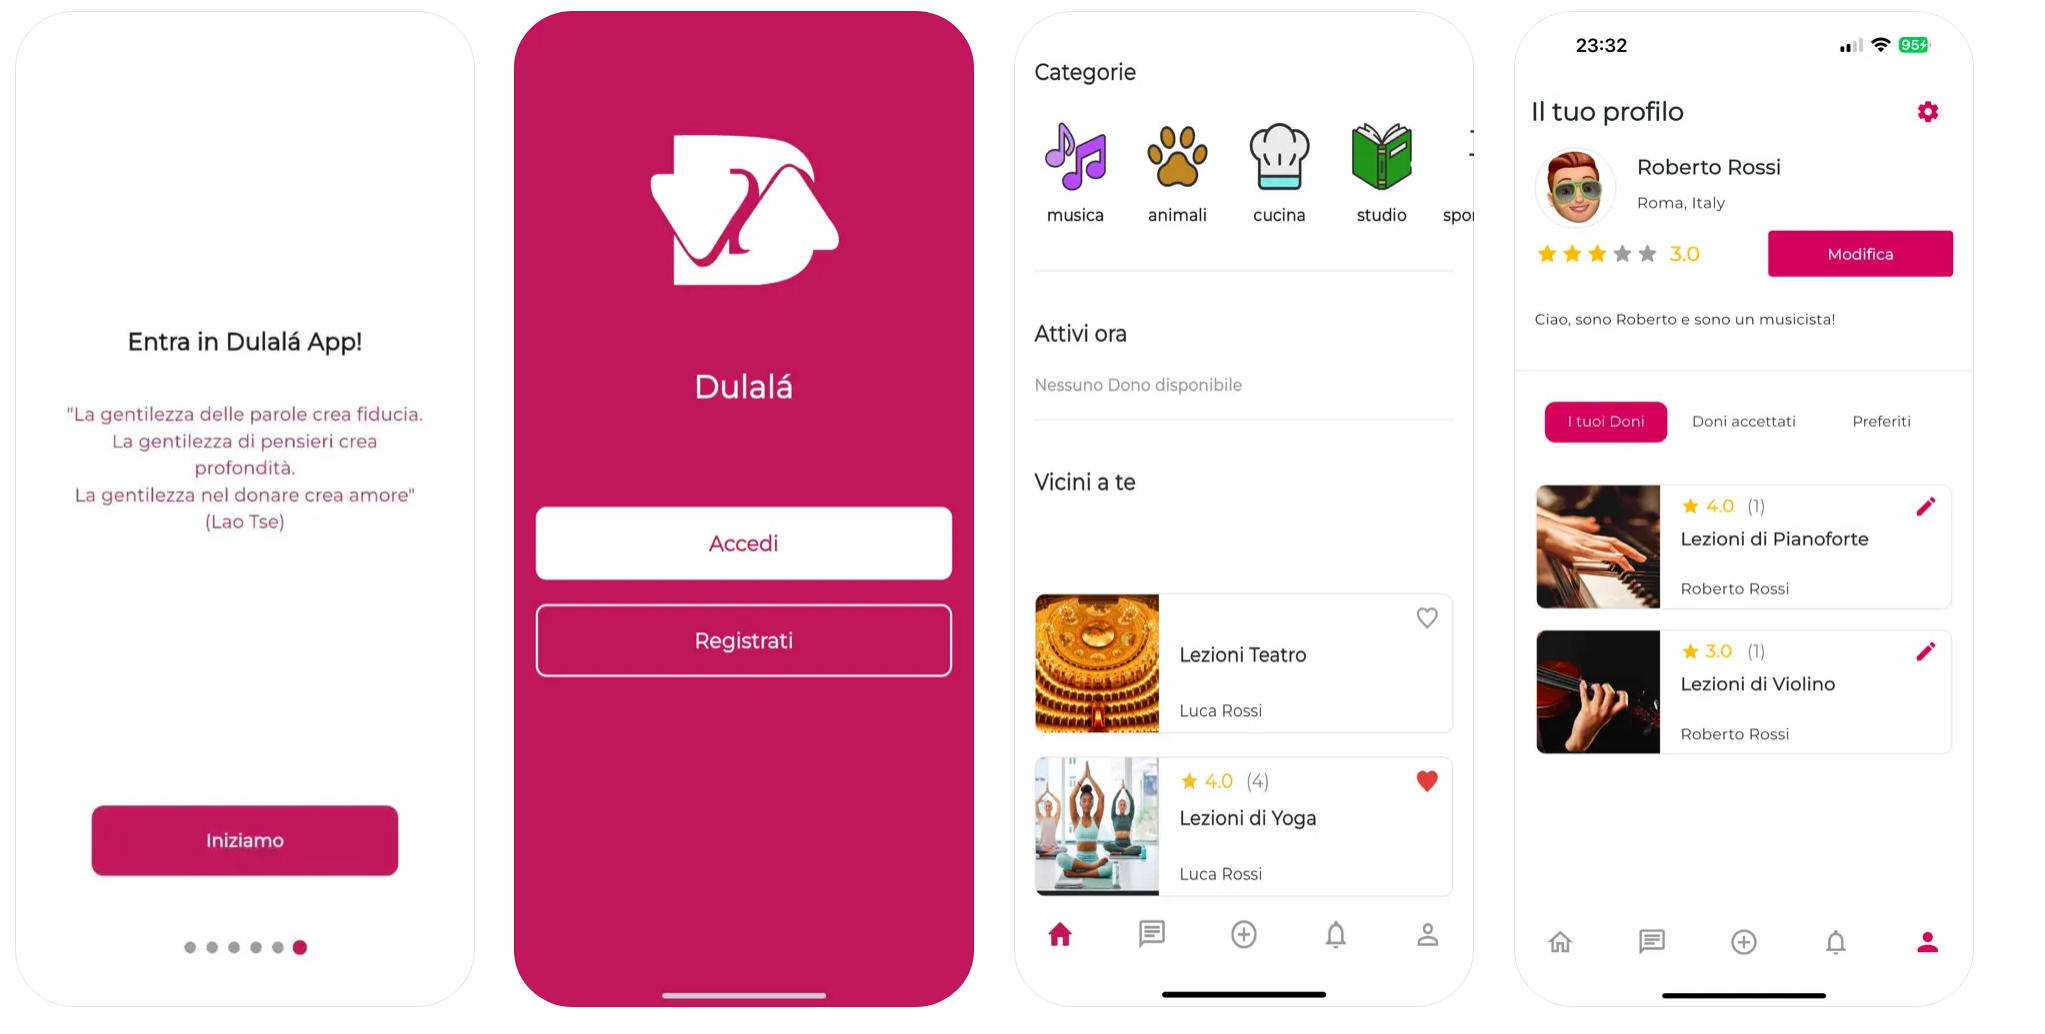 Entra in Dulalá App!
"La gentilezza delle parole crea fiducia.
La gentilezza di pensieri crea
profondità.
La gentilezza nel donare crea amore"
(Lao Tse)
Iniziamo
Dulalá
Accedi
Registrati
Categorie
musica
animali
cucina
studio
spor
Attivi ora
Nessuno Dono disponibile
Vicini a te
Lezioni Teatro
Luca Rossi
4.0 (4)
Lezioni di Yoga
Luca Rossi
23:32
95
Il tuo profilo
Roberto Rossi
Roma, Italy
3.0
Modifica
Ciao, sono Roberto e sono un musicista!
I tuoi Doni
Doni accettati
Preferiti
4.0 (1)
Lezioni di Pianoforte
Roberto Rossi
3.0 (1)
Lezioni di Violino
Roberto Rossi